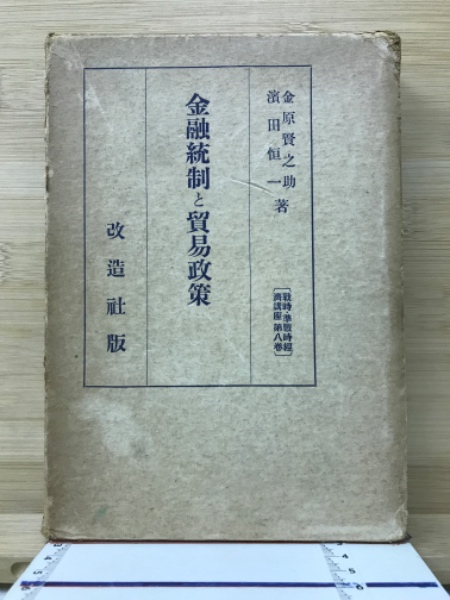 金原賢之助
濱田恒一 著
〔戰時・準戰時經
濟講座 第八卷〕
金融統制と貿易政策
改造社版